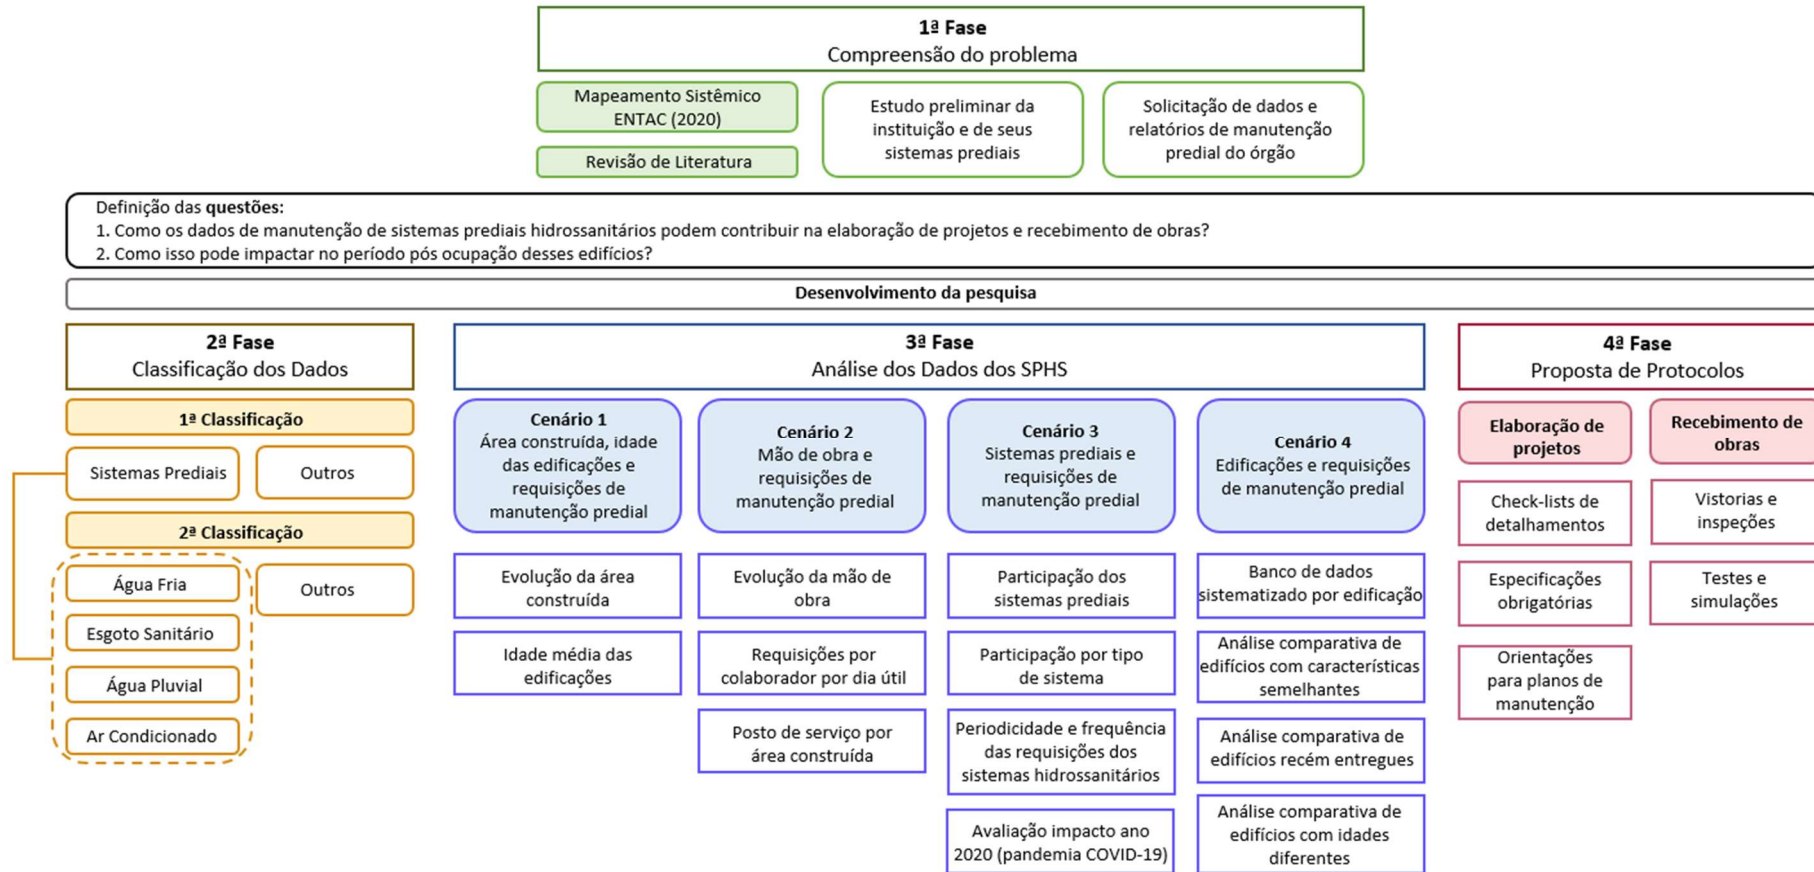 1ª Fase
Compreensão do problema
Mapeamento Sistêmico
ENTAC (2020)
Revisão de Literatura
Estudo preliminar da
instituição e de seus
sistemas prediais
Solicitação de dados e
relatórios de manutenção
predial do órgão
Definição das questões:
1. Como os dados de manutenção de sistemas prediais hidrossanitários podem contribuir na elaboração de projetos e recebimento de obras?
2. Como isso pode impactar no período pós ocupação desses edifícios?
Desenvolvimento da pesquisa
2ª Fase
Classificação dos Dados
1ª Classificação
Sistemas Prediais
Outros
2ª Classificação
Água Fria
Outros
Esgoto Sanitário
Água Pluvial
Ar Condicionado
3ª Fase
Análise dos Dados dos SPHS
Cenário 1
Área construída, idade
das edificações e
requisições de
manutenção predial
Evolução da área
construída
Idade média das
edificações
Cenário 2
Mão de obra e
requisições de
manutenção predial
Evolução da mão de
obra
Requisições por
colaborador por dia útil
Posto de serviço por
área construída
Cenário 3
Sistemas prediais e
requisições de
manutenção predial
Participação dos
sistemas prediais
Participação por tipo
de sistema
Periodicidade e frequência
das requisições dos
sistemas hidrossanitários
Avaliação impacto ano
2020 (pandemia COVID-19)
Cenário 4
Edificações e requisições
de manutenção predial
Banco de dados
sistematizado por edificação
Análise comparativa de
edifícios com características
semelhantes
Análise comparativa de
edifícios recém entregues
Análise comparativa de
edifícios com idades
diferentes
4ª Fase
Proposta de Protocolos
Elaboração de
projetos
Check-lists de
detalhamentos
Especificações
obrigatórias
Orientações
para planos de
manutenção
Recebimento de
obras
Vistorias e
inspeções
Testes e
simulações